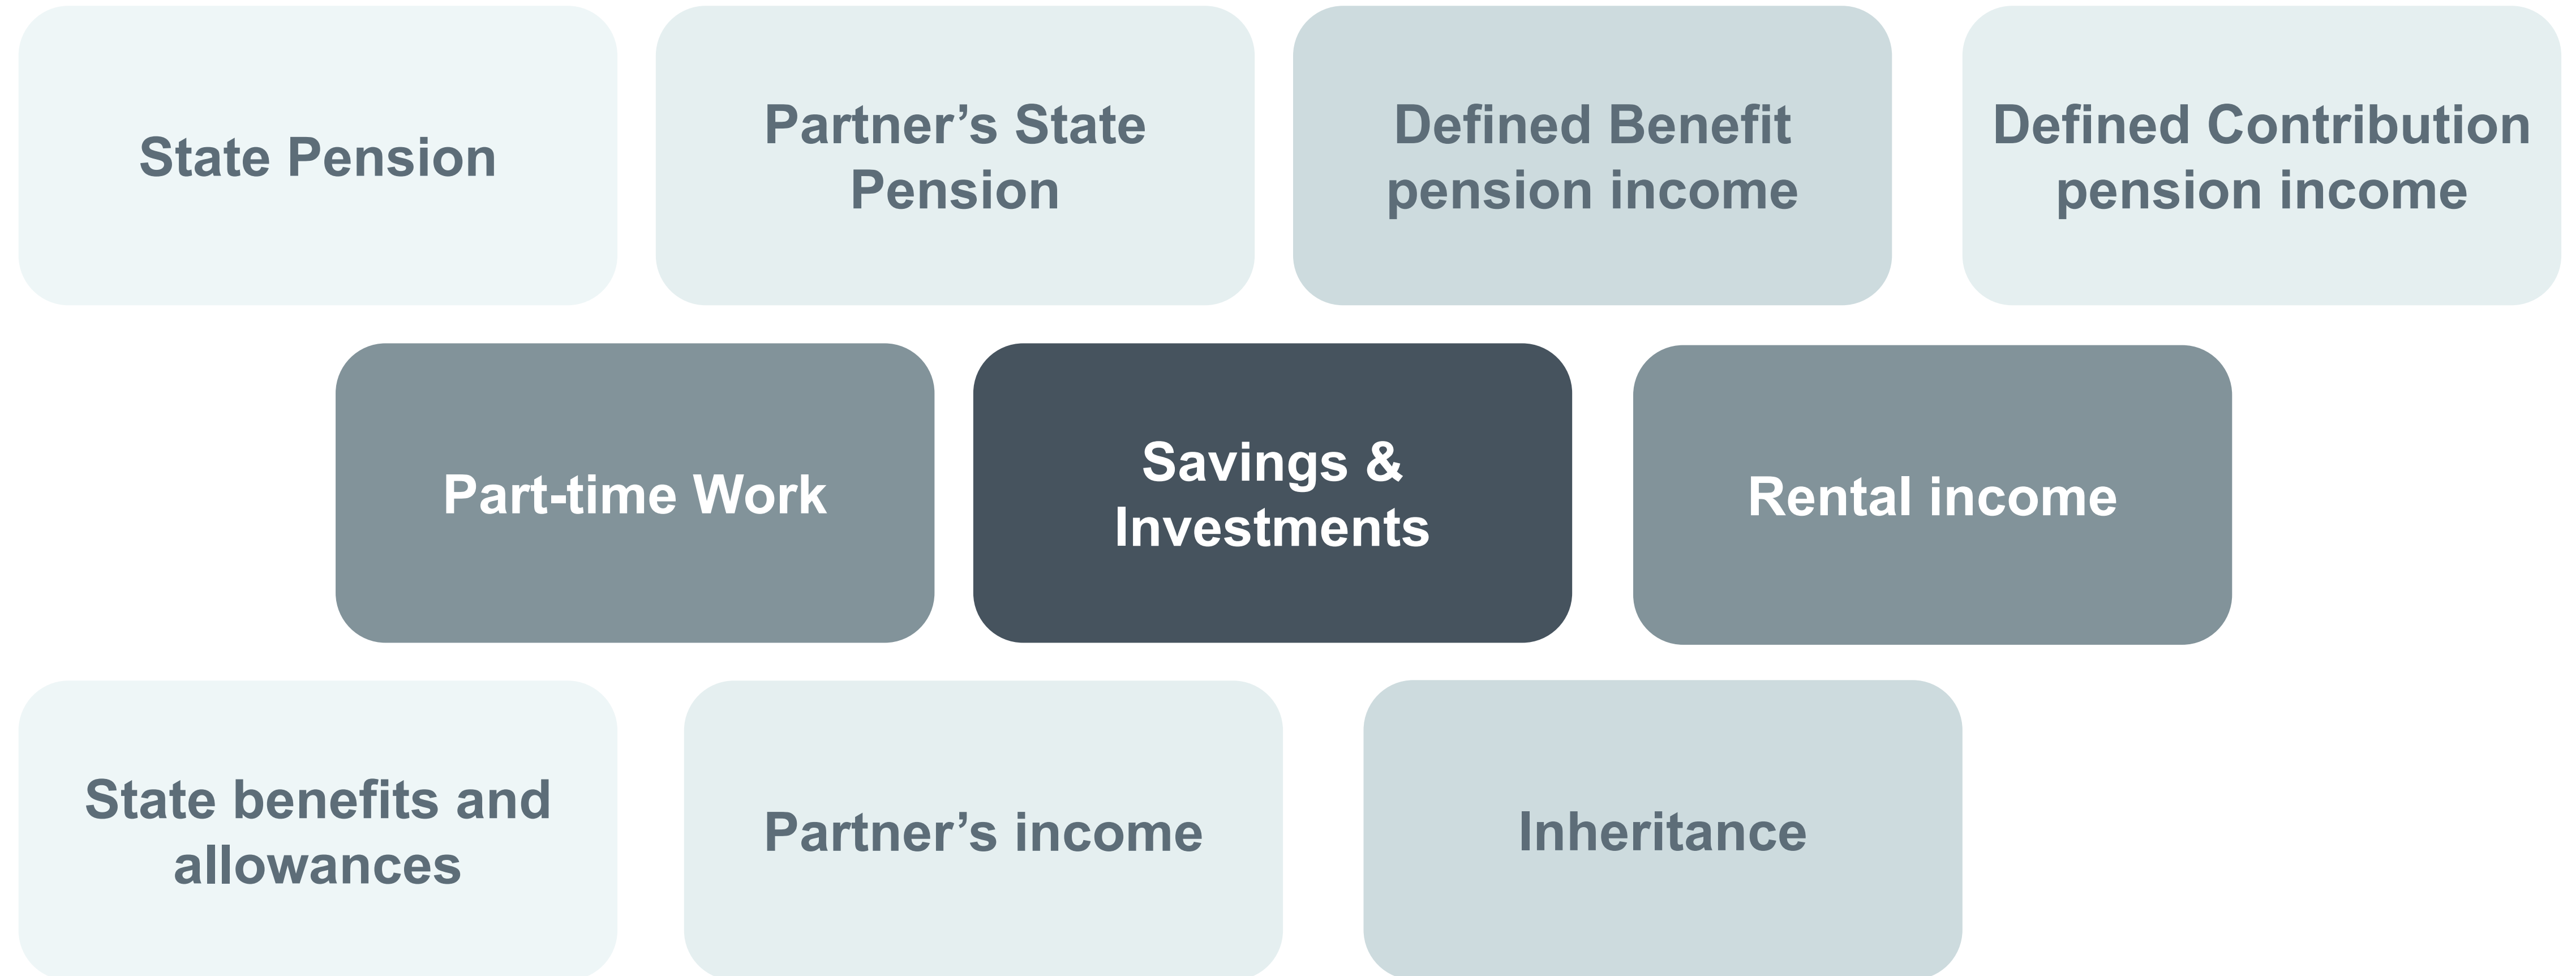 State Pension
Partner’s State
Pension
Defined Benefit
pension income
Defined Contribution
pension income
Part-time Work
Savings &
Investments
Rental income
State benefits and
allowances
Partner’s income
Inheritance